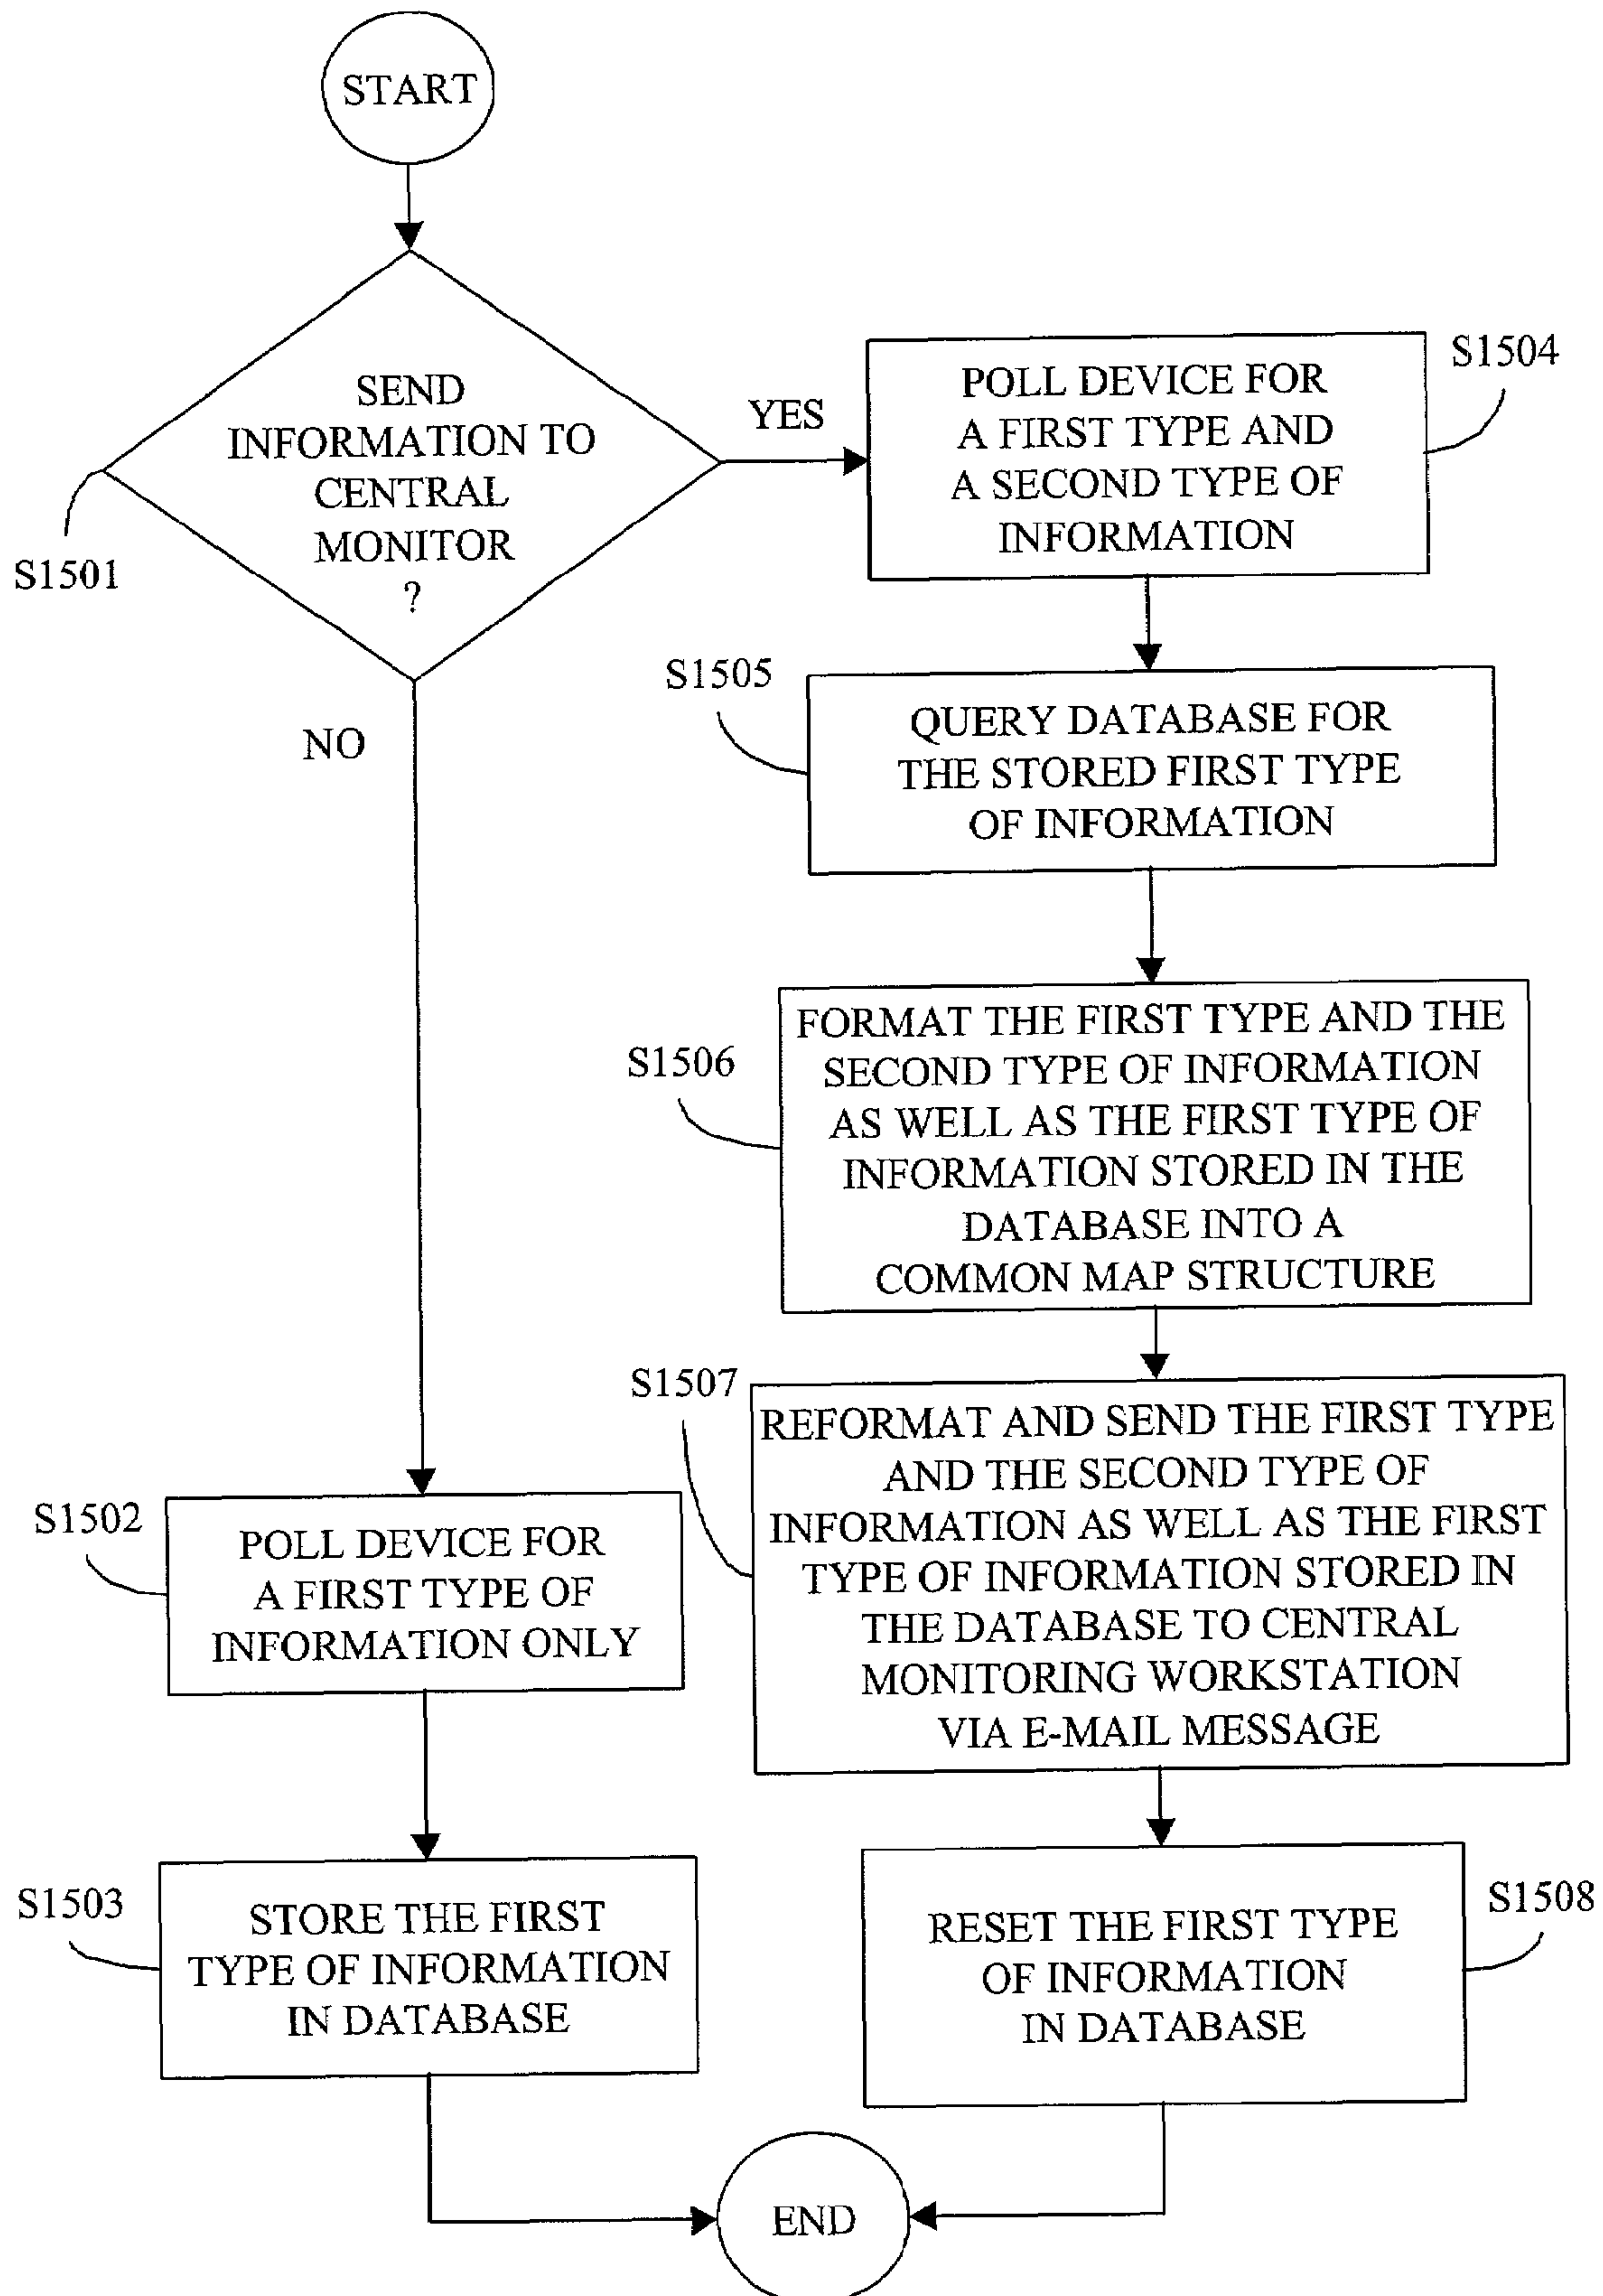 START
SEND
INFORMATION TO
CENTRAL
MONITOR
?
S1501
YES
NO
POLL DEVICE FOR
A FIRST TYPE AND
A SECOND TYPE OF
INFORMATION
S1504
S1505
QUERY DATABASE FOR
THE STORED FIRST TYPE
OF INFORMATION
S1506
FORMAT THE FIRST TYPE AND THE
SECOND TYPE OF INFORMATION
AS WELL AS THE FIRST TYPE OF
INFORMATION STORED IN THE
DATABASE INTO A
COMMON MAP STRUCTURE
S1507
REFORMAT AND SEND THE FIRST TYPE
AND THE SECOND TYPE OF
INFORMATION AS WELL AS THE FIRST
TYPE OF INFORMATION STORED IN
THE DATABASE TO CENTRAL
MONITORING WORKSTATION
VIA E-MAIL MESSAGE
S1502
POLL DEVICE FOR
A FIRST TYPE OF
INFORMATION ONLY
S1503
STORE THE FIRST
TYPE OF INFORMATION
IN DATABASE
RESET THE FIRST TYPE
OF INFORMATION
IN DATABASE
S1508
END